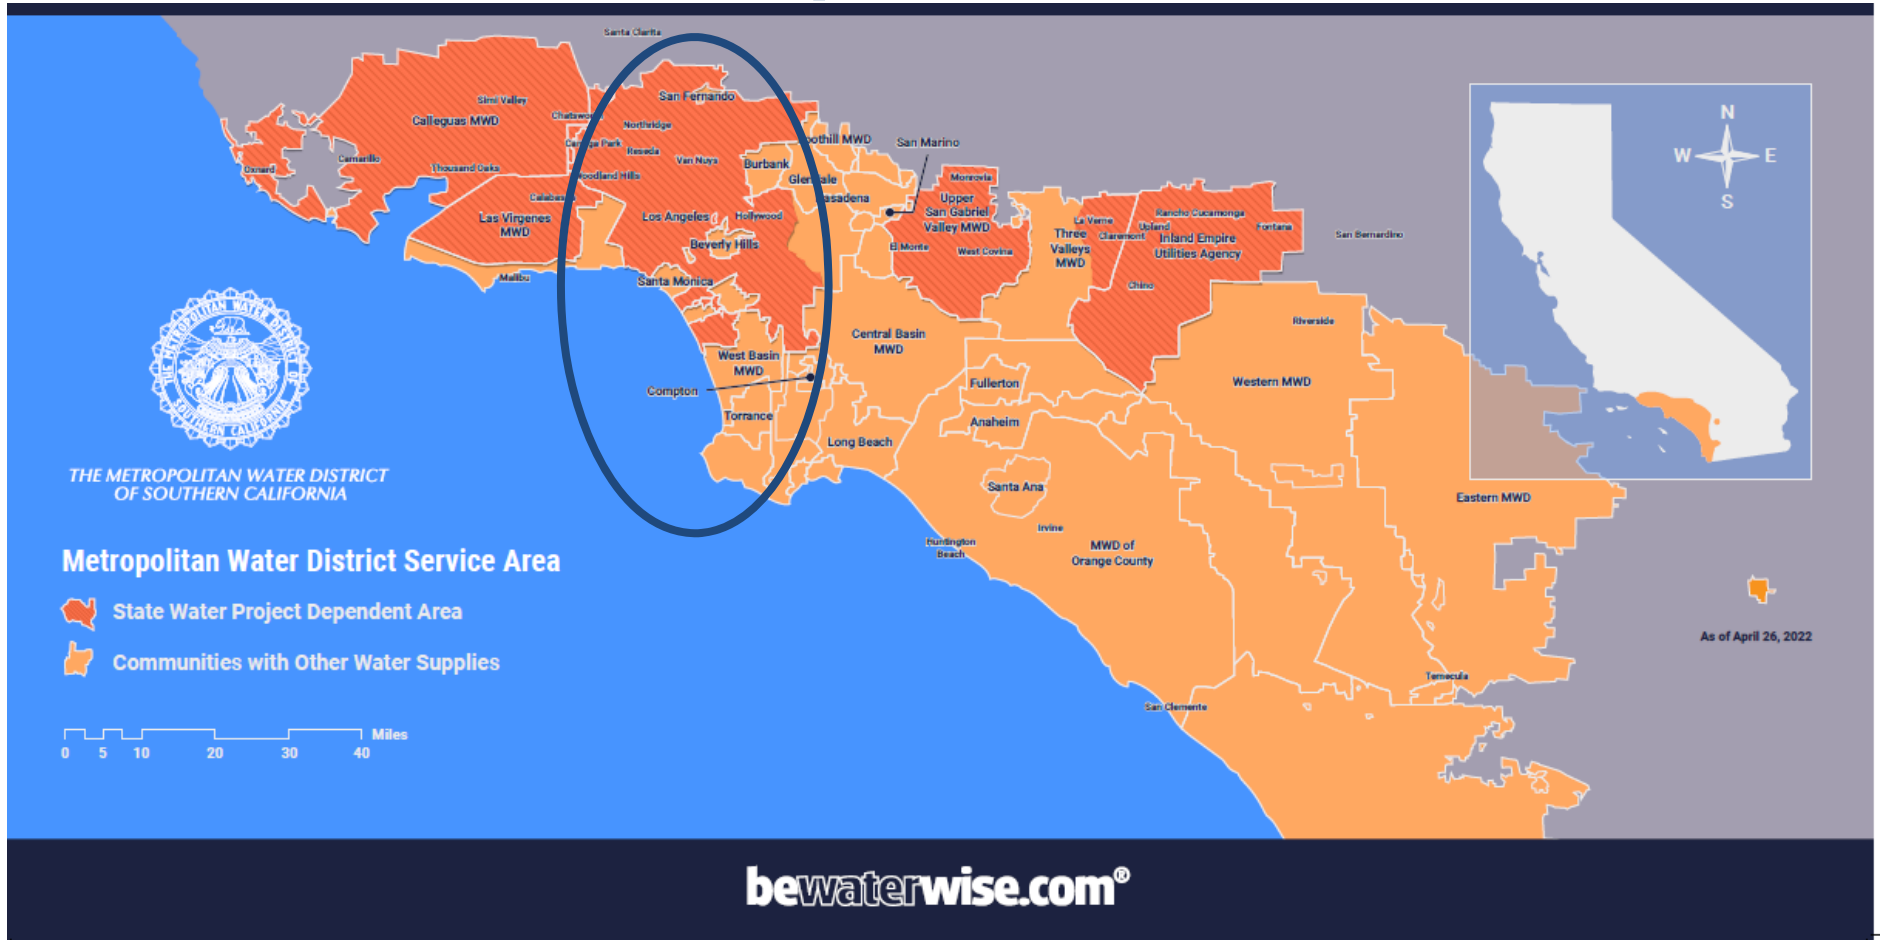 Santa Clarita
San Fernando
Simi Valley
Calleguas MWD
Northridge
Canoga Park
Reseda
Van Nuys
Woodland Hills
Camarillo
Oxnard
Thousand Oaks
Las Virgenes
MWD
Malibu
Los Angeles
Hollywood
Beverly Hills
Santa Monica
Burbank
Glendale
Foothill MWD
San Marino
Monrovia
Upper
San Gabriel
Valley MWD
El Monte
West Covina
La Verne
Three
Valleys
MWD
Claremont
Upland
Rancho Cucamonga
Inland Empire
Utilities Agency
Fontana
Chino
San Bernardino
Riverside
Central Basin
MWD
West Basin
MWD
Compton
Torrance
Long Beach
Fullerton
Anaheim
Santa Ana
Irvine
Huntington
Beach
MWD of
Orange County
Western MWD
Eastern MWD
Temecula
San Clemente
N
W
E
S
As of April 26, 2022
THE METROPOLITAN WATER DISTRICT
OF SOUTHERN CALIFORNIA
Metropolitan Water District Service Area
State Water Project Dependent Area
Communities with Other Water Supplies
Miles
0 5 10 20 30 40
bewaterwise.com®